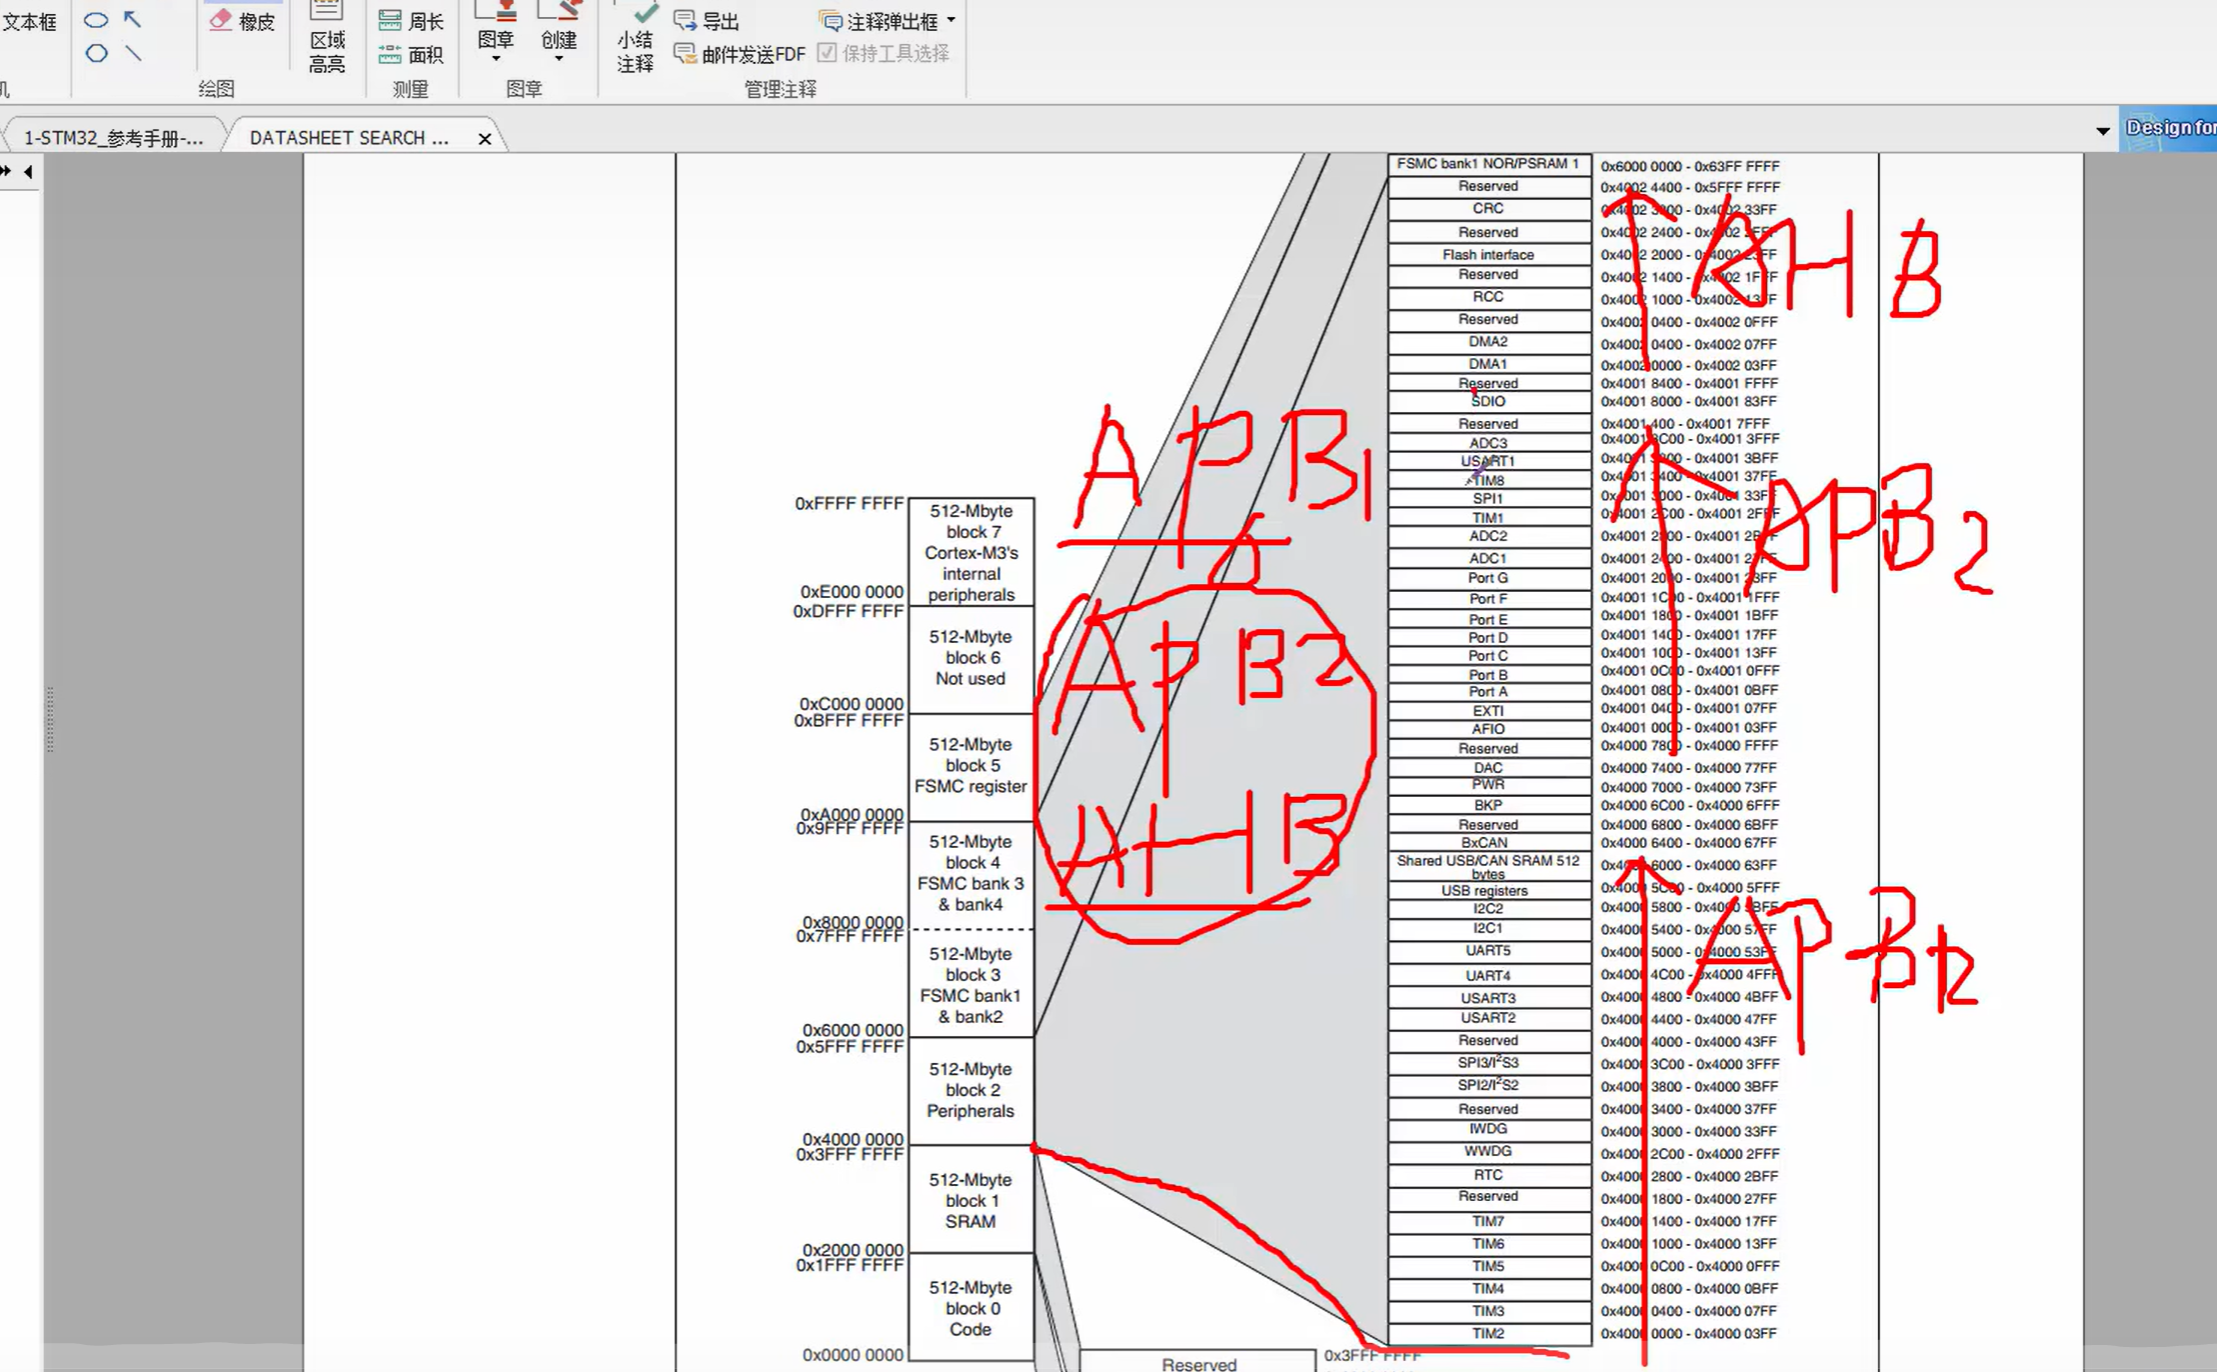 文本框
橡皮
区域
高亮
周长
面积
图章
创建
小结
注释
导出
邮件发送FDF
注释弹出框
保持工具选择
绘图
测量
图章
管理注释
1-STM32_参考手册-...
DATASHEET SEARCH ...
Design for
FSMC bank1 NOR/PSRAM 1 0x6000 0000 - 0x63FF FFFF
Reserved 0x4002 4400 - 0x5FFF FFFF
CRC 0x4002 - 0x4002 33FF
Reserved 0x4002 2400 -
Flash interface 2000 -
Reserved 0x4002 1400 - 1FFF
RCC 1000 - 0x4002 13FF
Reserved 0x4002 0400 - 0x4002 0FFF
DMA2 0x4002 0400 - 0x4002 07FF
DMA1 0x4002 0000 - 0x4002 03FF
Reserved 0x4001 8400 - 0x4001 FFFF
SDIO 0x4001 8000 - 0x4001 83FF
Reserved 0x4001 400 - 0x4001 7FFF
ADC3 0x4001 3C00 - 0x4001 3FFF
USART1 0x4001 - 0x4001 3BFF
TIM8 0x4001 3400 - 0x4001 37FF
SPI1 0x4001 3000 - 0x4001 33FF
TIM1 0x4001 2C00 - 0x4001 2FFF
ADC2 0x4001 - 0x4001
ADC1 0x4001 2400 - 0x4001
Port G 0x4001 2000 - 0x4001 23FF
Port F 0x4001 1C00 - 0x4001 1FFF
Port E 0x4001 1800 - 0x4001 1BFF
Port D 0x4001 1400 - 0x4001 17FF
Port C 0x4001 1000 - 0x4001 13FF
Port B 0x4001 0C00 - 0x4001 0FFF
Port A 0x4001 0800 - 0x4001 0BFF
EXTI 0x4001 0400 - 0x4001 07FF
AFIO 0x4001 0000 - 0x4001 03FF
Reserved 0x4000 7800 - 0x4000 FFFF
DAC 0x4000 7400 - 0x4000 77FF
PWR 0x4000 7000 - 0x4000 73FF
BKP 0x4000 6C00 - 0x4000 6FFF
Reserved 0x4000 6800 - 0x4000 6BFF
BxCAN 0x4000 6400 - 0x4000 67FF
Shared USB/CAN SRAM 512
bytes 0x4000 6000 - 0x4000 63FF
USB registers 0x4000 5C00 - 0x4000 5FFF
I2C2 0x4000 5800 - 0x4000 5BFF
I2C1 0x4000 5400 - 0x4000 57FF
UART5 0x4000 5000 - 0x4000 53FF
UART4 0x4000 4C00 - 0x4000 4FFF
USART3 0x4000 4800 - 0x4000 4BFF
USART2 0x4000 4400 - 0x4000 47FF
Reserved 0x4000 4000 - 0x4000 43FF
SPI3/I²S3 0x4000 3C00 - 0x4000 3FFF
SPI2/I²S2 0x4000 3800 - 0x4000 3BFF
Reserved 0x4000 3400 - 0x4000 37FF
IWDG 0x4000 3000 - 0x4000 33FF
WWDG 0x4000 2C00 - 0x4000 2FFF
RTC 0x4000 2800 - 0x4000 2BFF
Reserved 0x4000 1800 - 0x4000 27FF
TIM7 0x4000 1400 - 0x4000 17FF
TIM6 0x4000 1000 - 0x4000 13FF
TIM5 0x4000 0C00 - 0x4000 0FFF
TIM4 0x4000 0800 - 0x4000 0BFF
TIM3 0x4000 0400 - 0x4000 07FF
TIM2 0x4000 0000 - 0x4000 03FF
AHB
APB2
APB
APB1
APB2
AHB
0xFFFF FFFF
512-Mbyte
block 7
Cortex-M3's
internal
peripherals
0xE000 0000
0xDFFF FFFF
512-Mbyte
block 6
Not used
0xC000 0000
0xBFFF FFFF
512-Mbyte
block 5
FSMC register
0xA000 0000
0x9FFF FFFF
512-Mbyte
block 4
FSMC bank 3
& bank4
0x8000 0000
0x7FFF FFFF
512-Mbyte
block 3
FSMC bank1
& bank2
0x6000 0000
0x5FFF FFFF
512-Mbyte
block 2
Peripherals
0x4000 0000
0x3FFF FFFF
512-Mbyte
block 1
SRAM
0x2000 0000
0x1FFF FFFF
512-Mbyte
block 0
Code
0x0000 0000
Reserved
0x3FFF FFFF